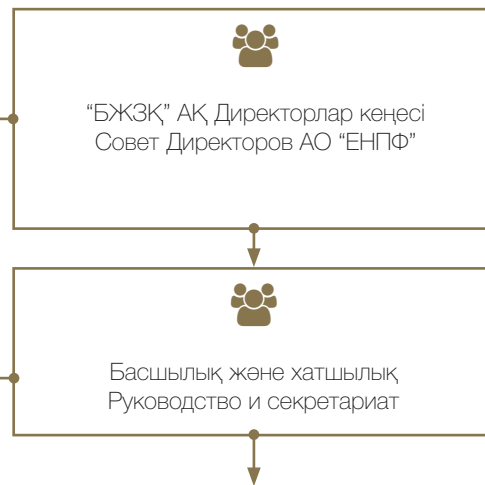 “БЖЗҚ” АҚ Директорлар кеңесі
Совет Директоров АО “ЕНПФ”
Басшылық және хатшылық
Руководство и секретариат